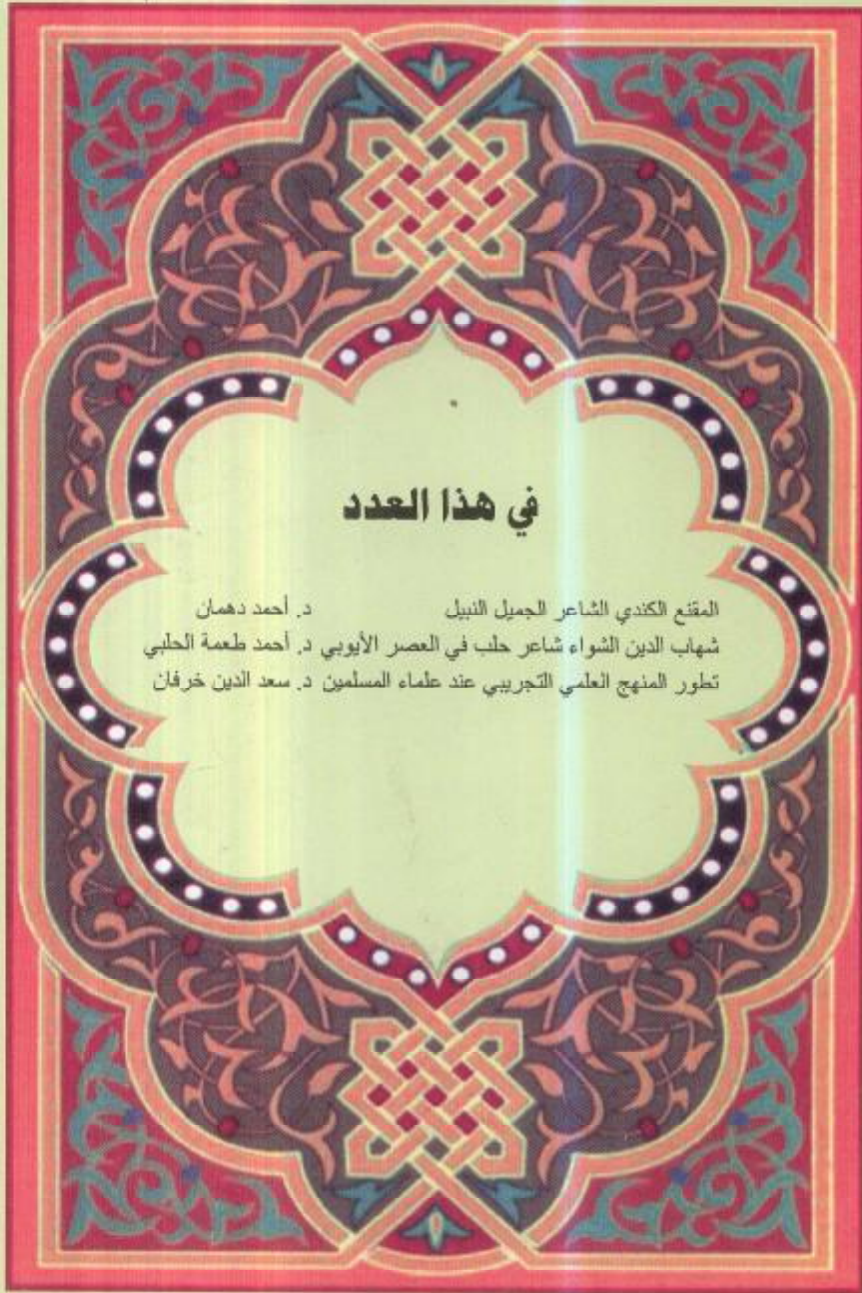 في هذا العدد
المقنع الكندي الشاعر الجميل النبيل د. أحمد دهمان
شهاب الدين الشواء شاعر حلب في العصر الأيوبي د. أحمد طعمة الحلبي
تطور المنهج العلمي التجريبي عند علماء المسلمين د. سعد الدين خرفان